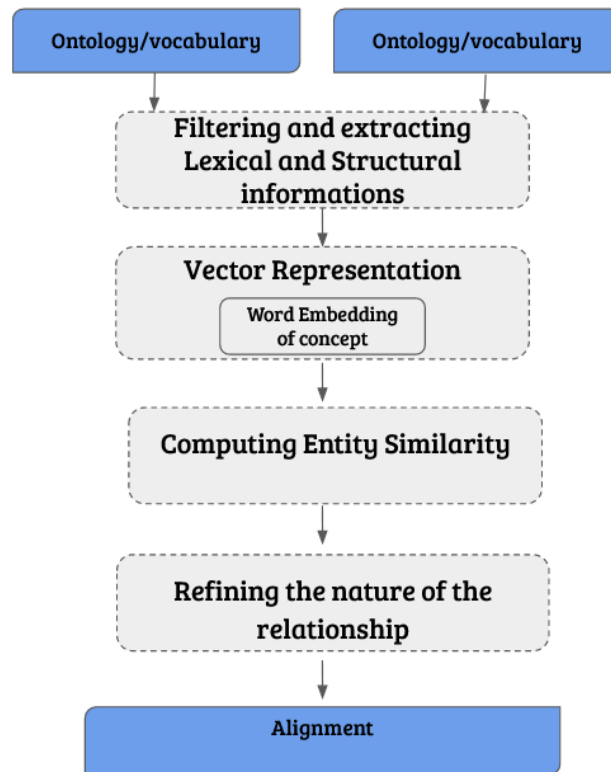 Ontology/vocabulary
Ontology/vocabulary
Filtering and extracting
Lexical and Structural
informations
Vector Representation
Word Embedding
of concept
Computing Entity Similarity
Refining the nature of the
relationship
Alignment